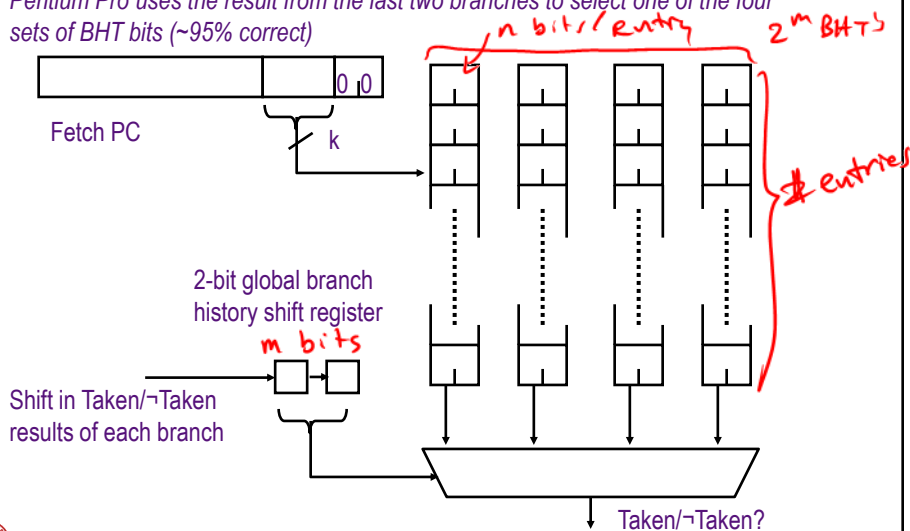 Pentium Pro uses the result from the last two branches to select one of the four
sets of BHT bits (~95% correct)
n bits/entry
2^m BHT's
0 0
Fetch PC
k
# entries
2-bit global branch
history shift register
m bits
Shift in Taken/¬Taken
results of each branch
Taken/¬Taken?